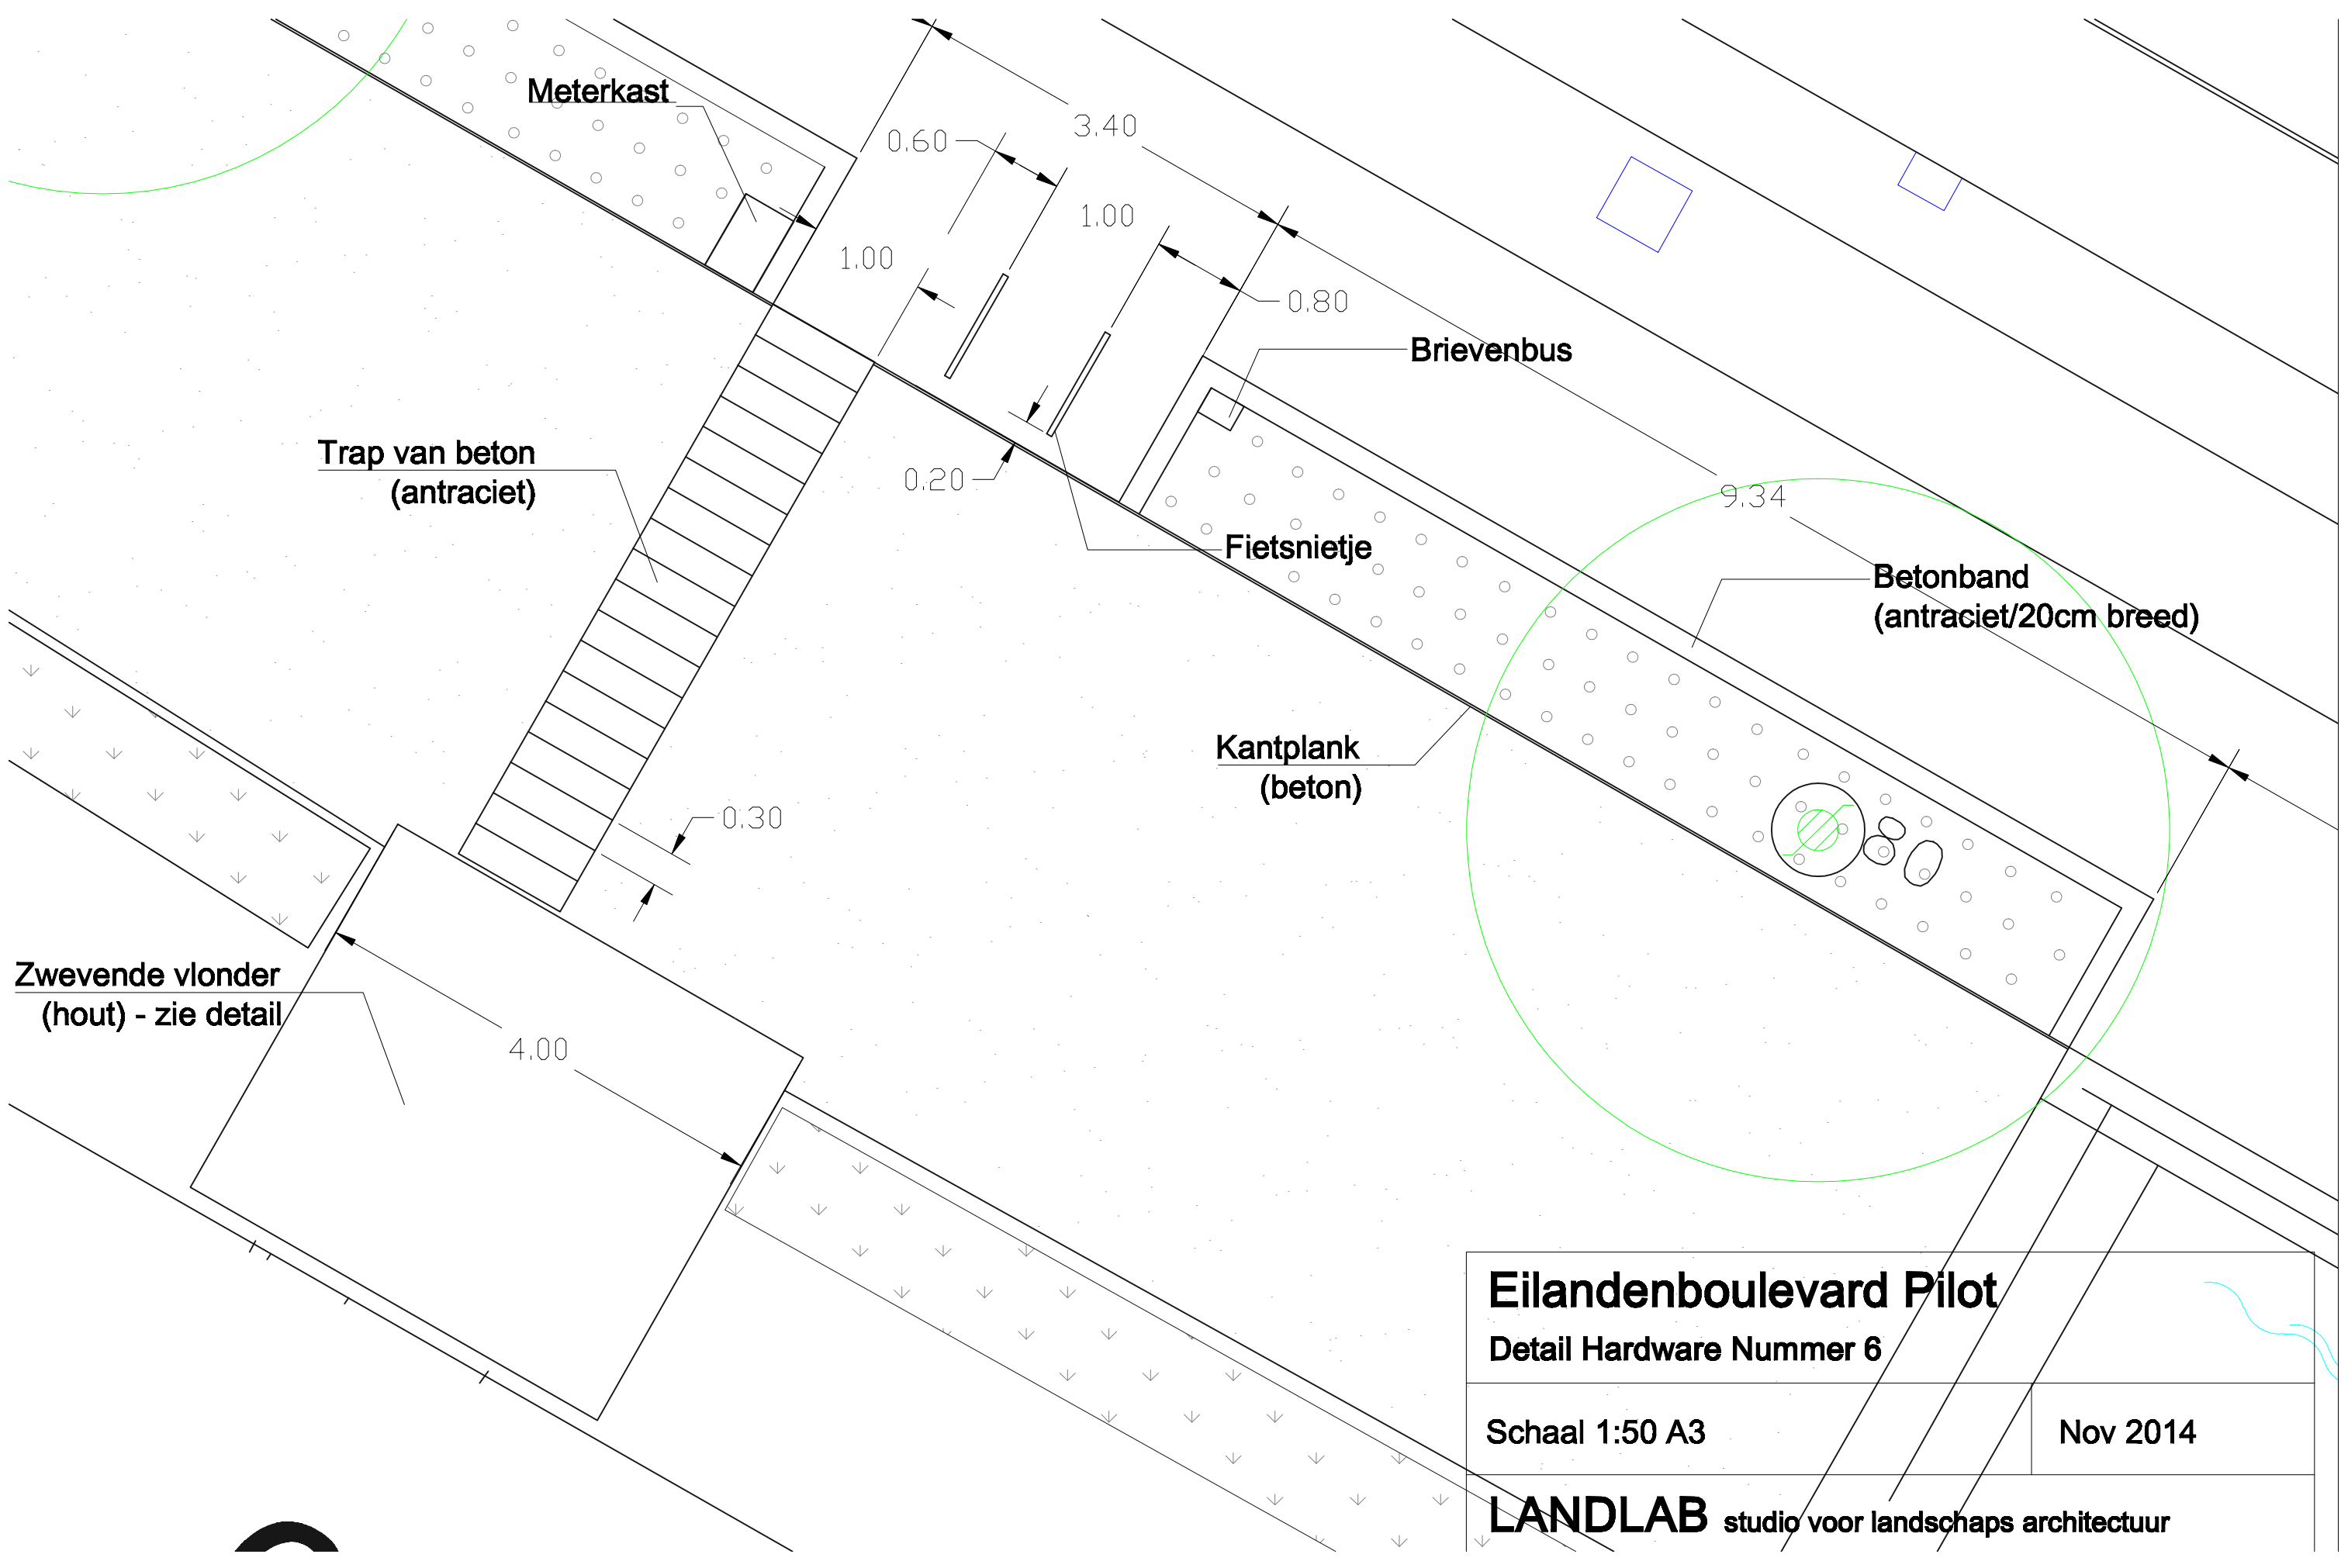 Meterkast
3.40
0.60
1.00
1.00
0.80
Brievenbus
Trap van beton
(antraciet)
0.20
9.34
Fietsnietje
Betonband
(antraciet/20cm breed)
Kantplank
(beton)
0.30
Zwevende vlonder
(hout) - zie detail
4.00
Eilandenboulevard Pilot
Detail Hardware Nummer 6
Schaal 1:50 A3
Nov 2014
LANDLAB studio voor landschaps architectuur